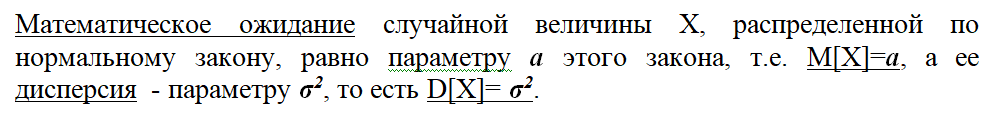 Математическое ожидание случайной величины X, распределенной по
нормальному закону, равно параметру a этого закона, т.е. M[X]=a, а ее
дисперсия - параметру σ², то есть D[X]= σ².